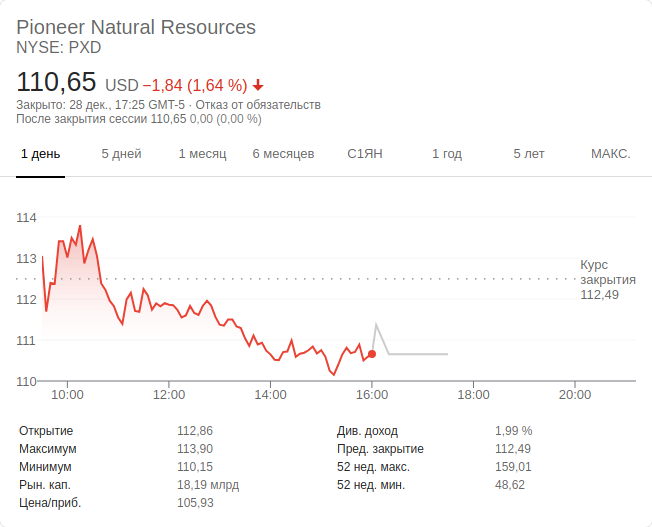 Pioneer Natural Resources
NYSE: PXD
110,65 USD −1,84 (1,64 %)
Закрыто: 28 дек., 17:25 GMT-5 · Отказ от обязательств
После закрытия сессии 110,65 0,00 (0,00 %)
1 день 5 дней 1 месяц 6 месяцев С1ЯН 1 год 5 лет МАКС.
114
113
112
111
110
Курс
закрытия
112,49
10:00 12:00 14:00 16:00 18:00 20:00
Открытие 112,86 Див. доход 1,99 %
Максимум 113,90 Пред. закрытие 112,49
Минимум 110,15 52 нед. макс. 159,01
Рын. кап. 18,19 млрд 52 нед. мин. 48,62
Цена/приб. 105,93